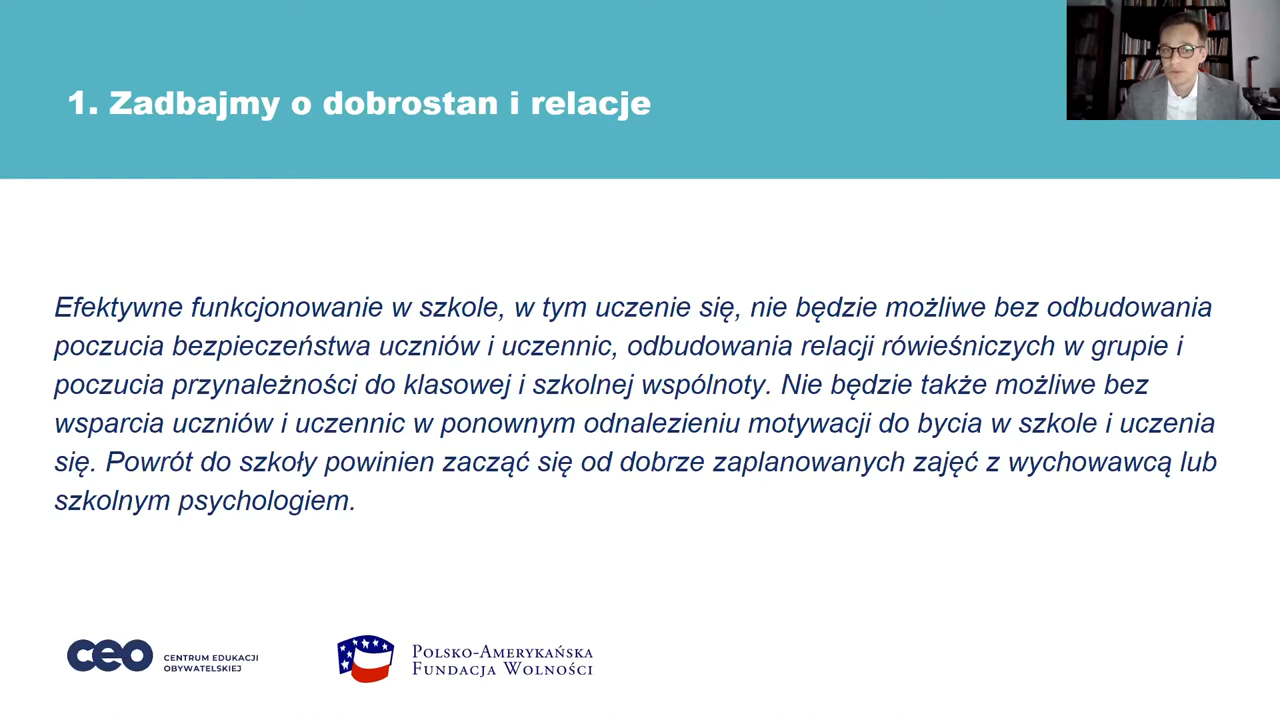 1. Zadbajmy o dobrostan i relacje
Efektywne funkcjonowanie w szkole, w tym uczenie się, nie będzie możliwe bez odbudowania
poczucia bezpieczeństwa uczniów i uczennic, odbudowania relacji rówieśniczych w grupie i
poczucia przynależności do klasowej i szkolnej wspólnoty. Nie będzie także możliwe bez
wsparcia uczniów i uczennic w ponownym odnalezieniu motywacji do bycia w szkole i uczenia
się. Powrót do szkoły powinien zacząć się od dobrze zaplanowanych zajęć z wychowawcą lub
szkolnym psychologiem.
ceo
CENTRUM EDUKACJI
OBYWATELSKIEJ
POLSKO-AMERYKAŃSKA
FUNDACJA WOLNOŚCI